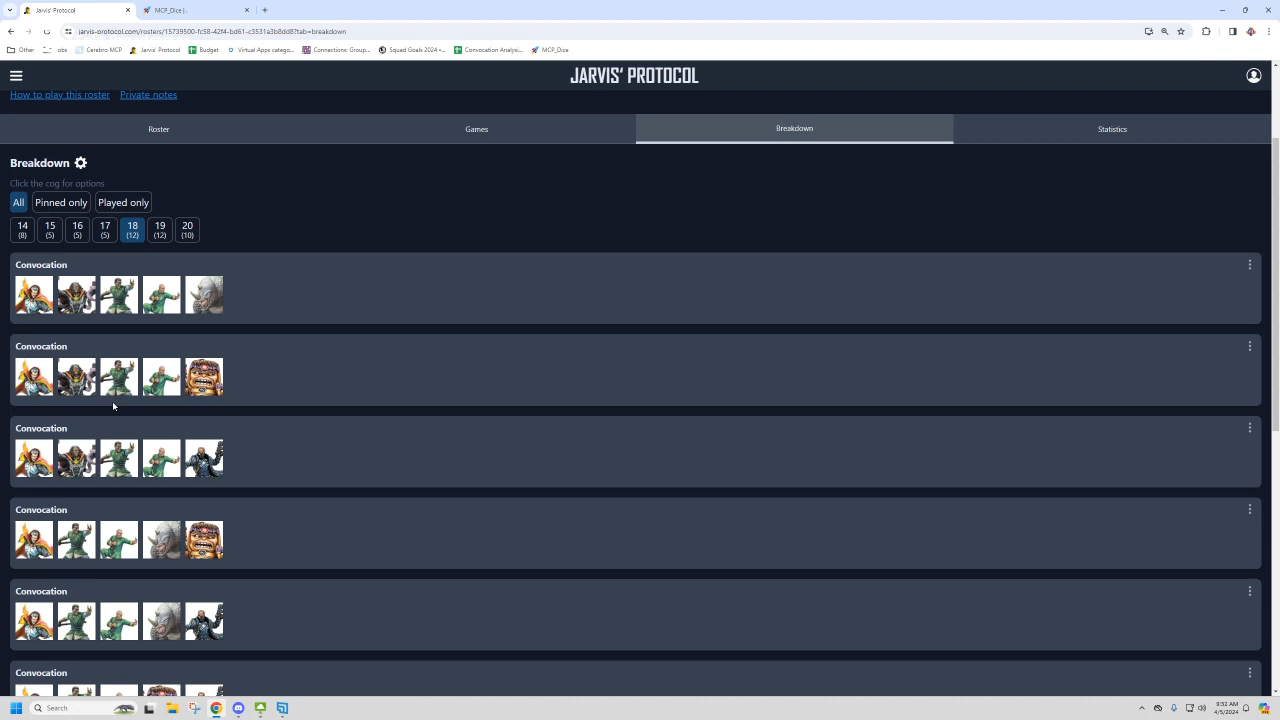 Jarvis' Protocol
MCP_Dice |
jarvis-protocol.com/rosters/15739500-fc58-42f4-bd61-c3531a3b8dd8?tab=breakdown
Other
obs
Cerebro MCP
Jarvis' Protocol
Budget
Virtual Apps catego...
Connections: Group...
Squad Goals 2024 -...
Convocation Analysi...
MCP_Dice
JARVIS' PROTOCOL
How to play this roster Private notes
Roster Games Breakdown Statistics
Breakdown
Click the cog for options
All Pinned only Played only
14 15 16 17 18 19 20
(8) (5) (5) (5) (12) (12) (10)
Convocation
Convocation
Convocation
Convocation
Convocation
Convocation
Search
9:32 AM
4/5/2024